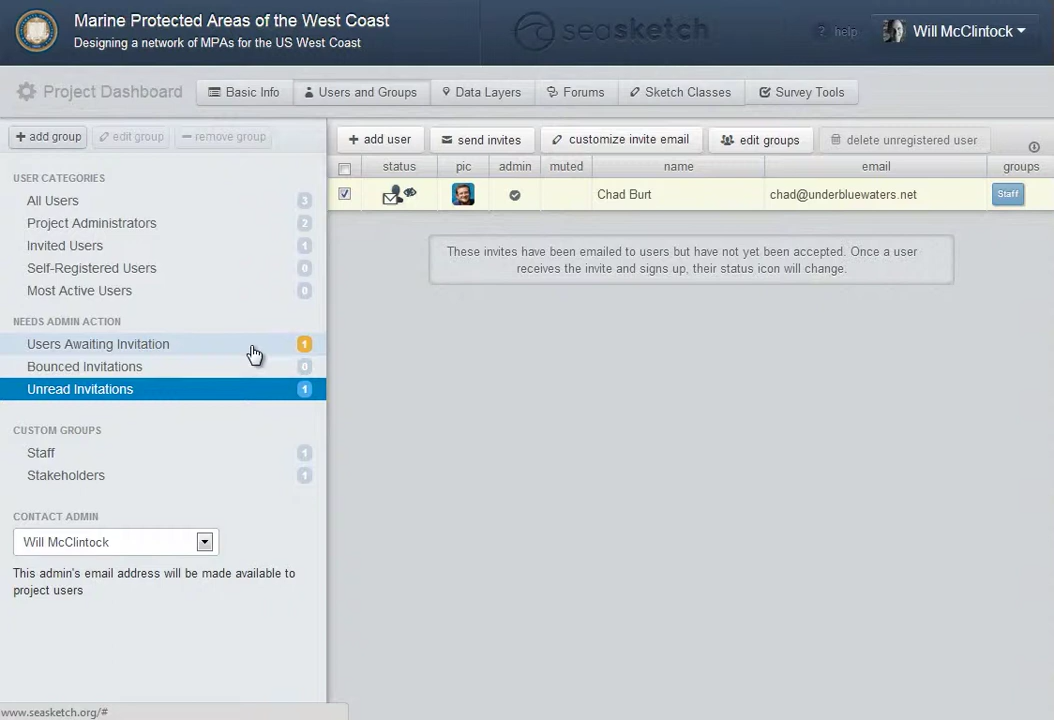 Marine Protected Areas of the West Coast
Designing a network of MPAs for the US West Coast
seasketch
? help
Will McClintock
Project Dashboard
Basic Info
Users and Groups
Data Layers
Forums
Sketch Classes
Survey Tools
+ add group
edit group
remove group
+ add user
send invites
customize invite email
edit groups
delete unregistered user
status
pic
admin
muted
name
email
groups
Chad Burt
chad@underbluewaters.net
Staff
These invites have been emailed to users but have not yet been accepted. Once a user
receives the invite and signs up, their status icon will change.
USER CATEGORIES
All Users 3
Project Administrators 2
Invited Users 1
Self-Registered Users 0
Most Active Users 0
NEEDS ADMIN ACTION
Users Awaiting Invitation 1
Bounced Invitations 0
Unread Invitations 1
CUSTOM GROUPS
Staff 1
Stakeholders 1
CONTACT ADMIN
Will McClintock
This admin's email address will be made available to
project users
www.seasketch.org/#